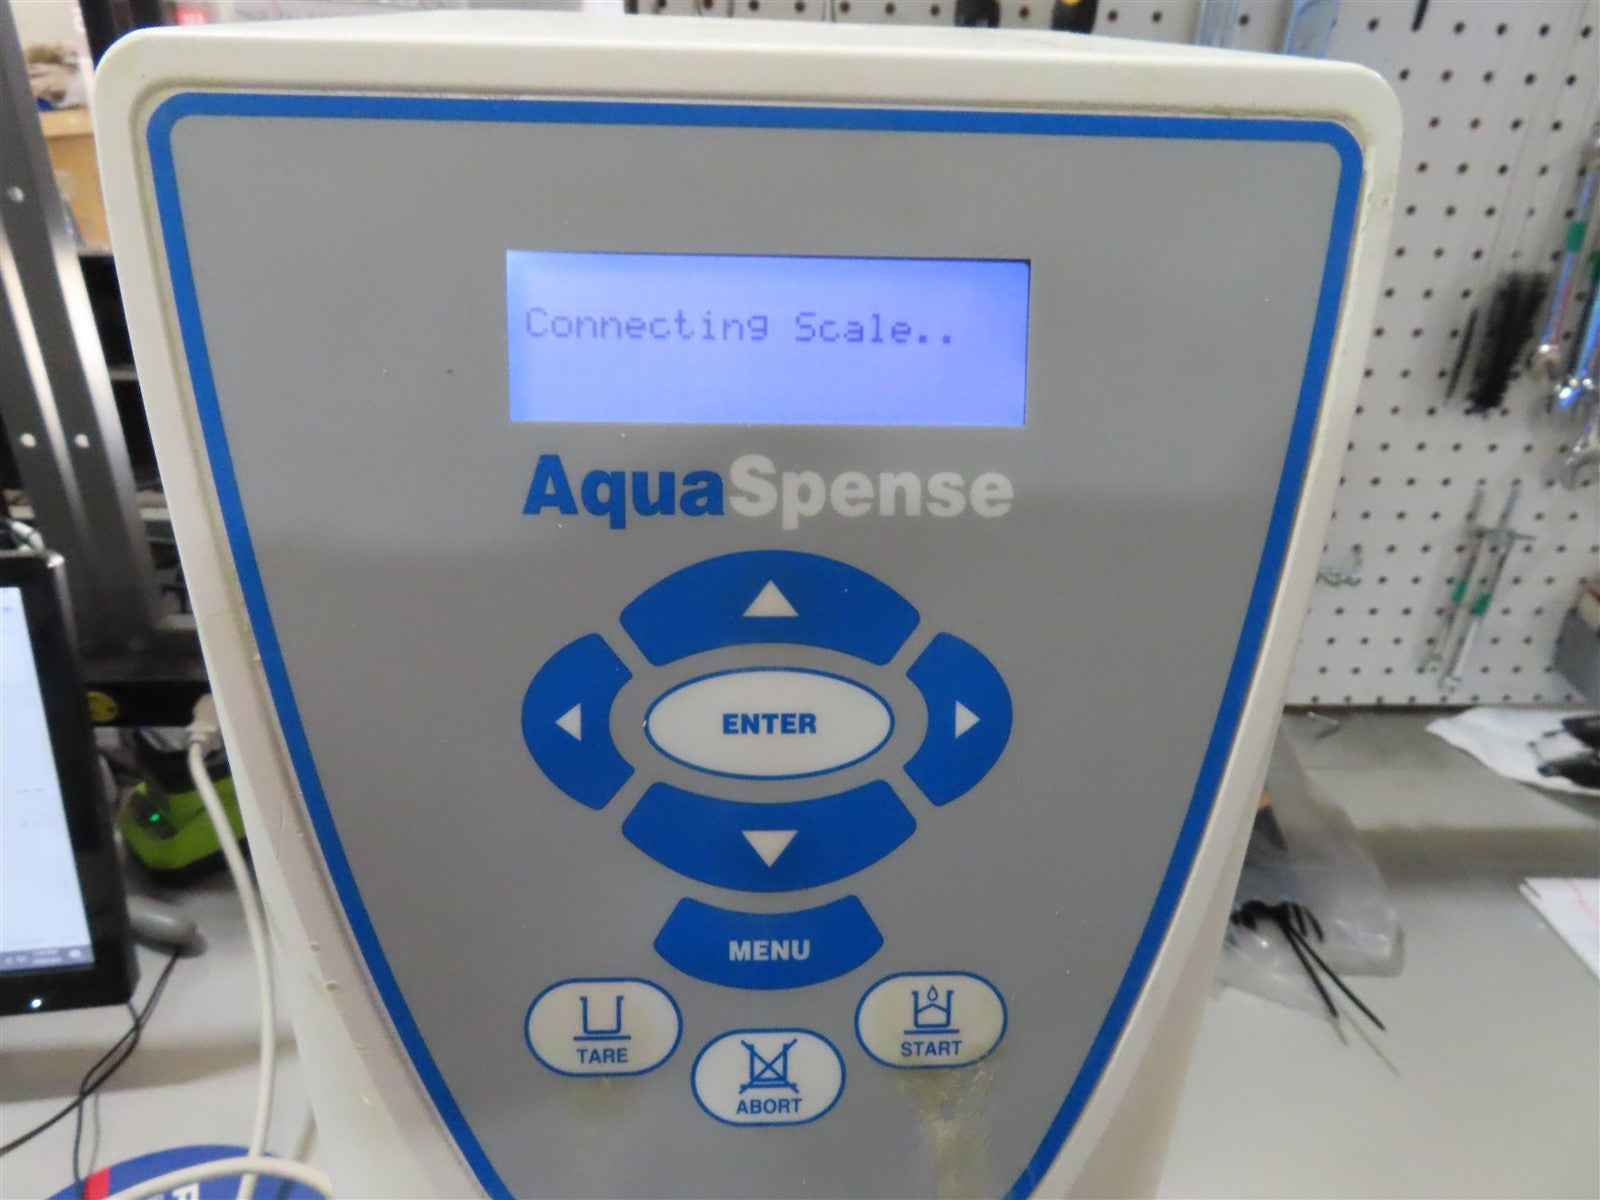 Connecting Scale..
AquaSpense
ENTER
MENU
TARE
START
ABORT